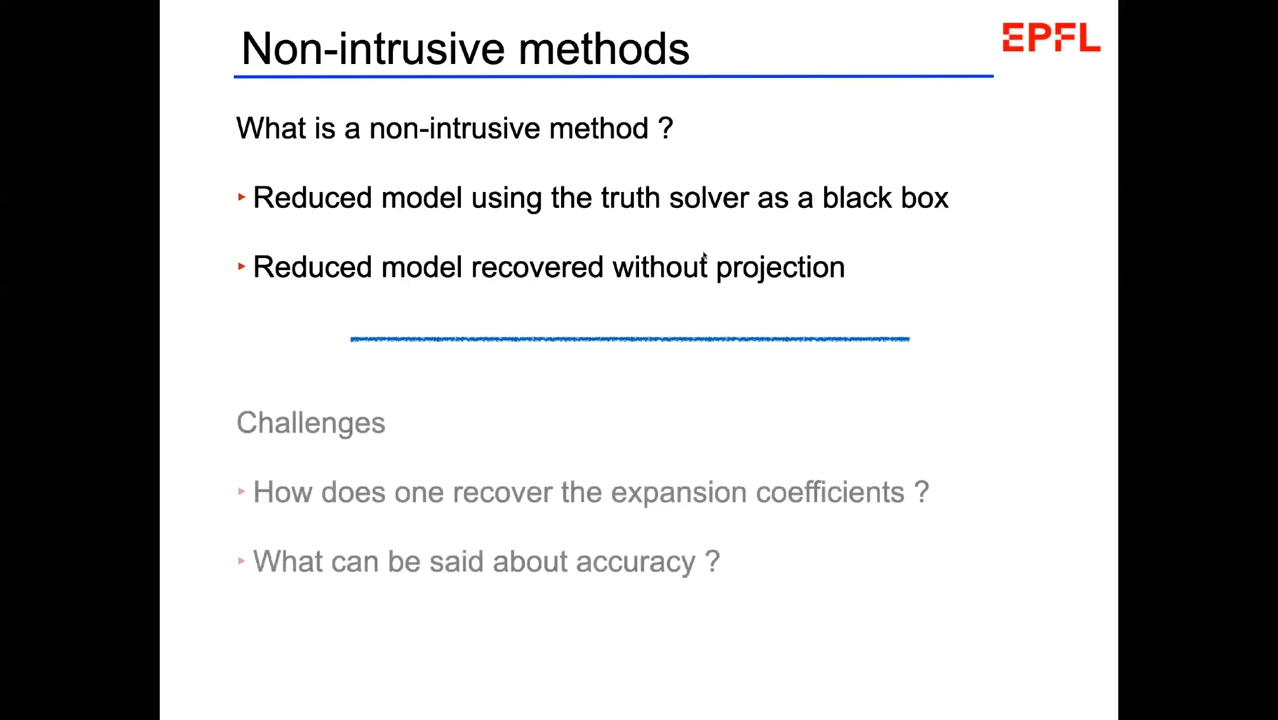 Non-intrusive methods
EPFL
What is a non-intrusive method ?
‣ Reduced model using the truth solver as a black box
‣ Reduced model recovered without projection
Challenges
‣ How does one recover the expansion coefficients ?
‣ What can be said about accuracy ?